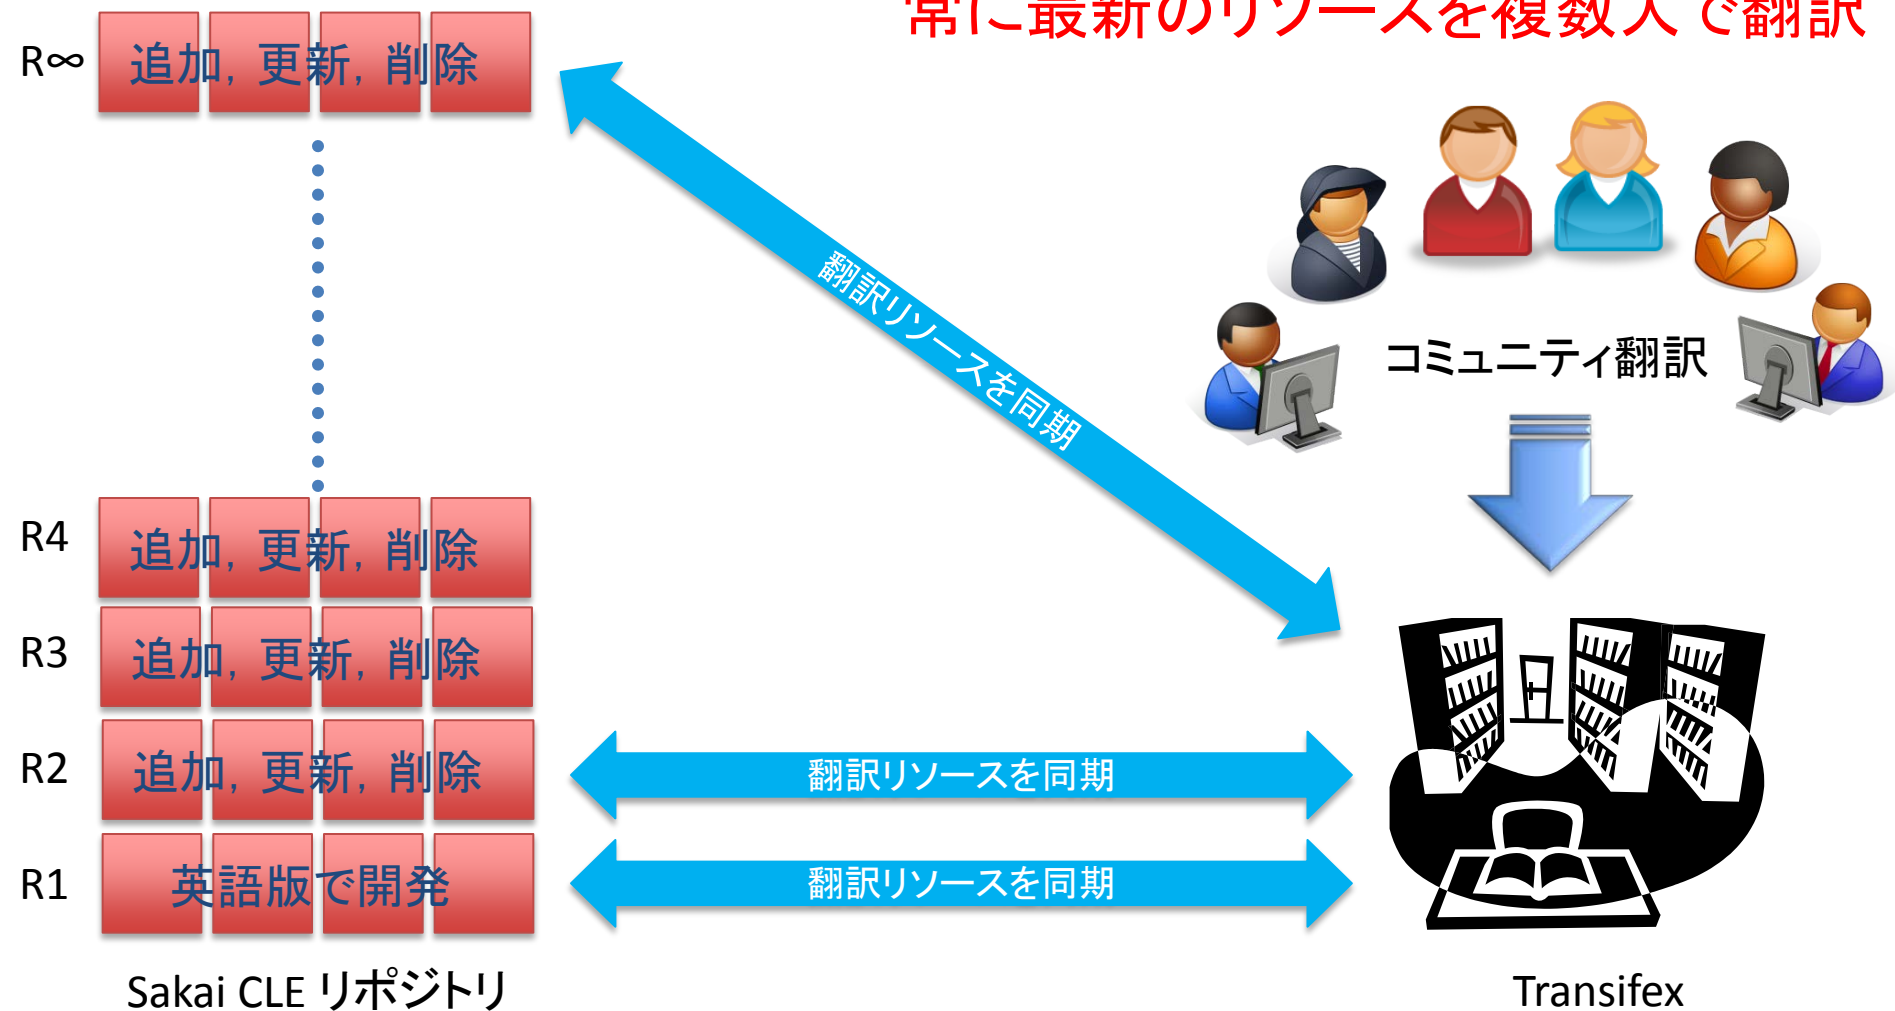 常に最新のリソースを複数人で翻訳
R∞ 追加，更新，削除
翻訳リソースを同期
コミュニティ翻訳
R4 追加，更新，削除
R3 追加，更新，削除
R2 追加，更新，削除
翻訳リソースを同期
R1 英語版で開発
翻訳リソースを同期
Sakai CLE リポジトリ
Transifex